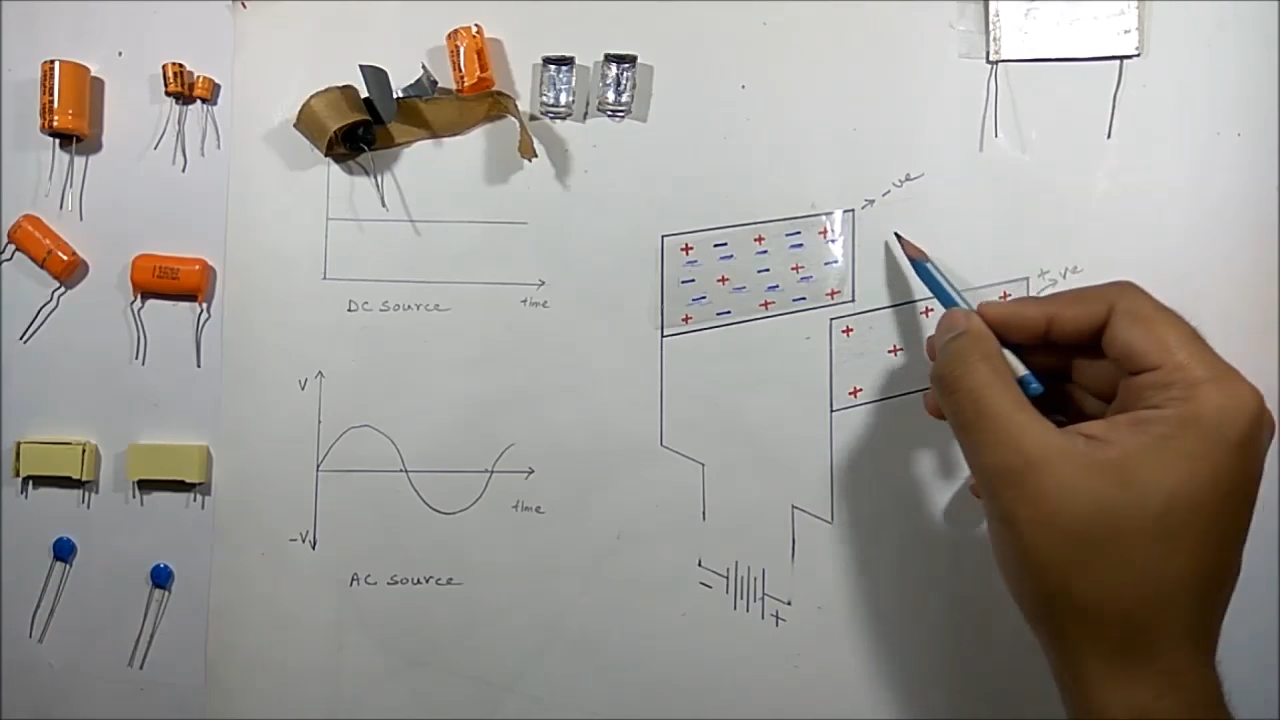 → -ve
+
→ ve
time
DC source
V
time
-V
AC source
-
+